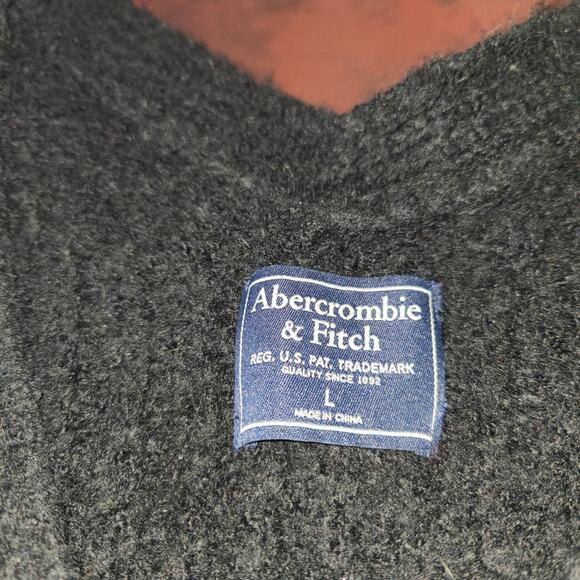 Abercrombie
& Fitch
REG. U.S. PAT. TRADEMARK
QUALITY SINCE 1892
L
MADE IN CHINA